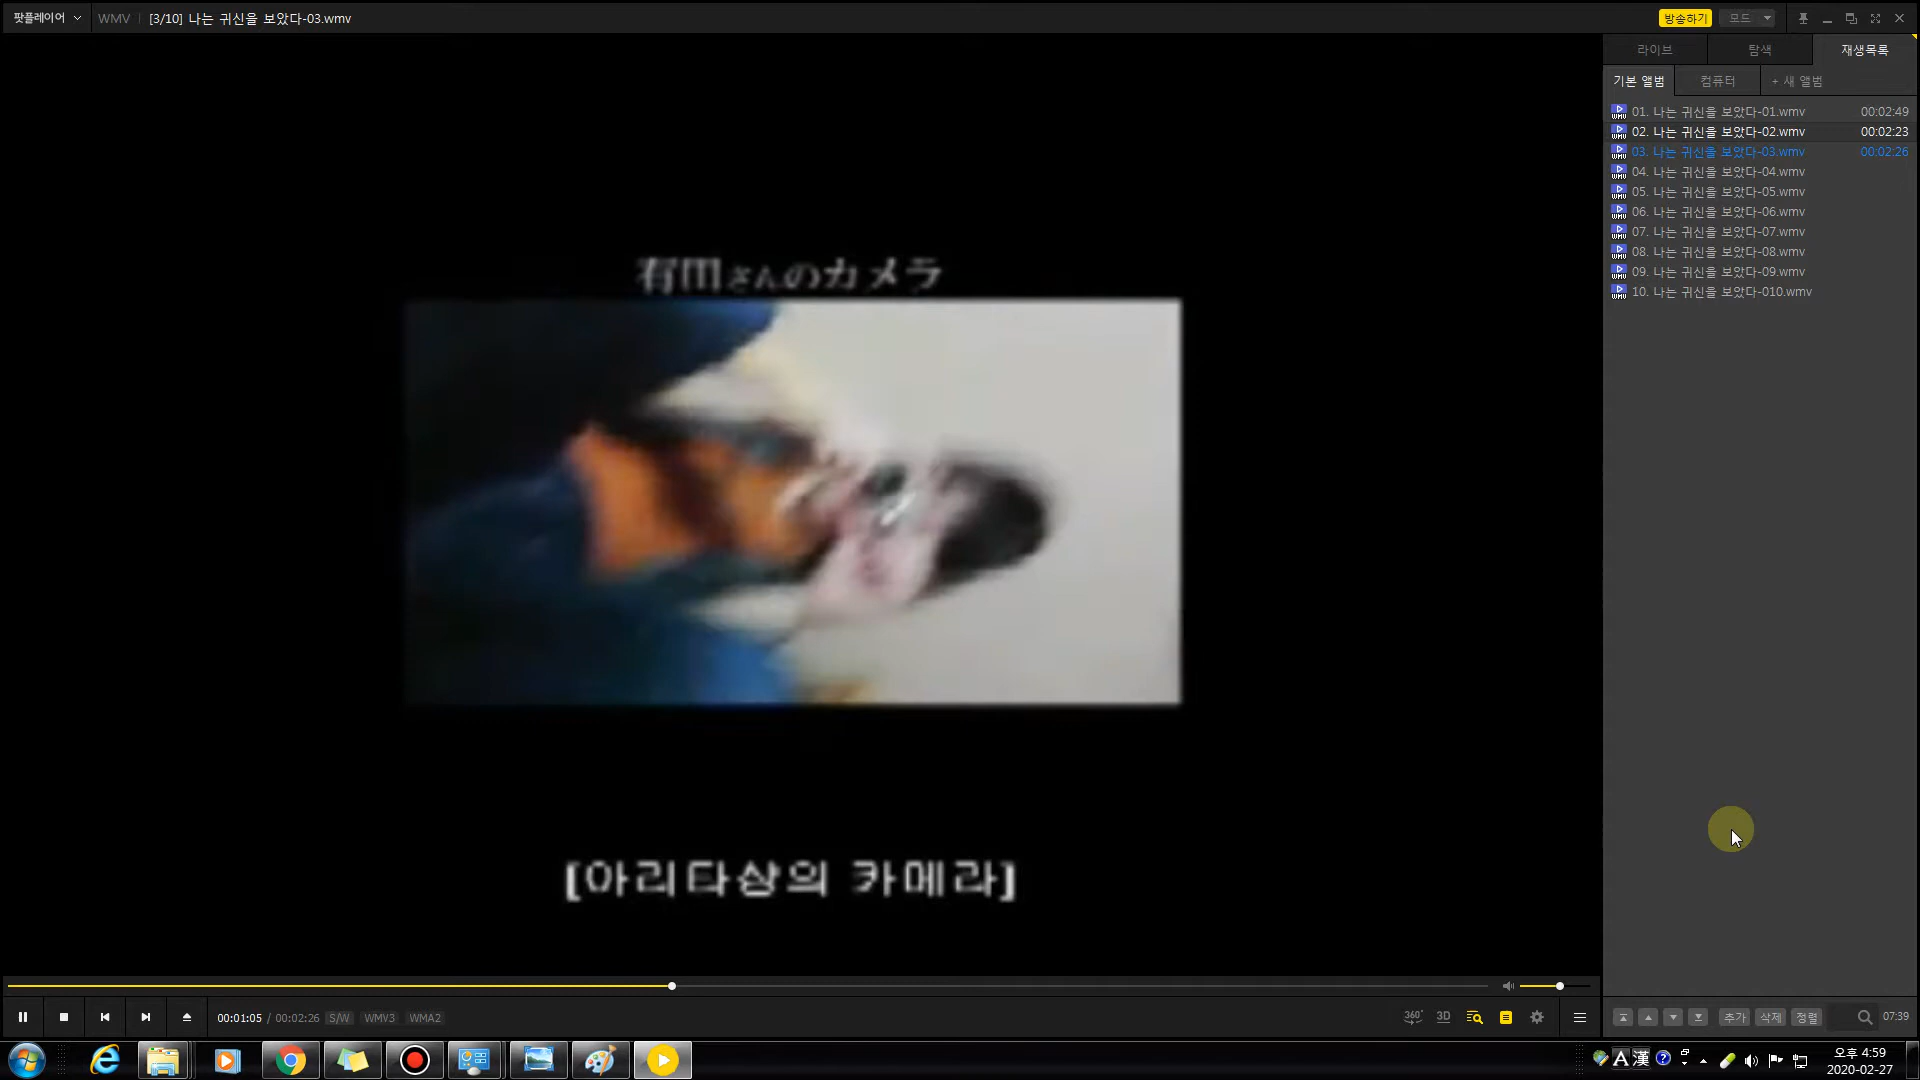 팟플레이어 WMV [3/10] 나는 귀신을 보았다-03.wmv 방송하기 모드
라이브 탐색 재생목록
기본 앨범 컴퓨터 + 새 앨범
01. 나는 귀신을 보았다-01.wmv 00:02:49
02. 나는 귀신을 보았다-02.wmv 00:02:23
03. 나는 귀신을 보았다-03.wmv 00:02:26
04. 나는 귀신을 보았다-04.wmv
05. 나는 귀신을 보았다-05.wmv
06. 나는 귀신을 보았다-06.wmv
07. 나는 귀신을 보았다-07.wmv
08. 나는 귀신을 보았다-08.wmv
09. 나는 귀신을 보았다-09.wmv
10. 나는 귀신을 보았다-010.wmv
有田さんのカメラ
[아리타상의 카메라]
00:01:05 / 00:02:26 S/W WMV3 WMA2 360° 3D 추가 삭제 정렬 07:39
A 漢 오후 4:59
2020-02-27